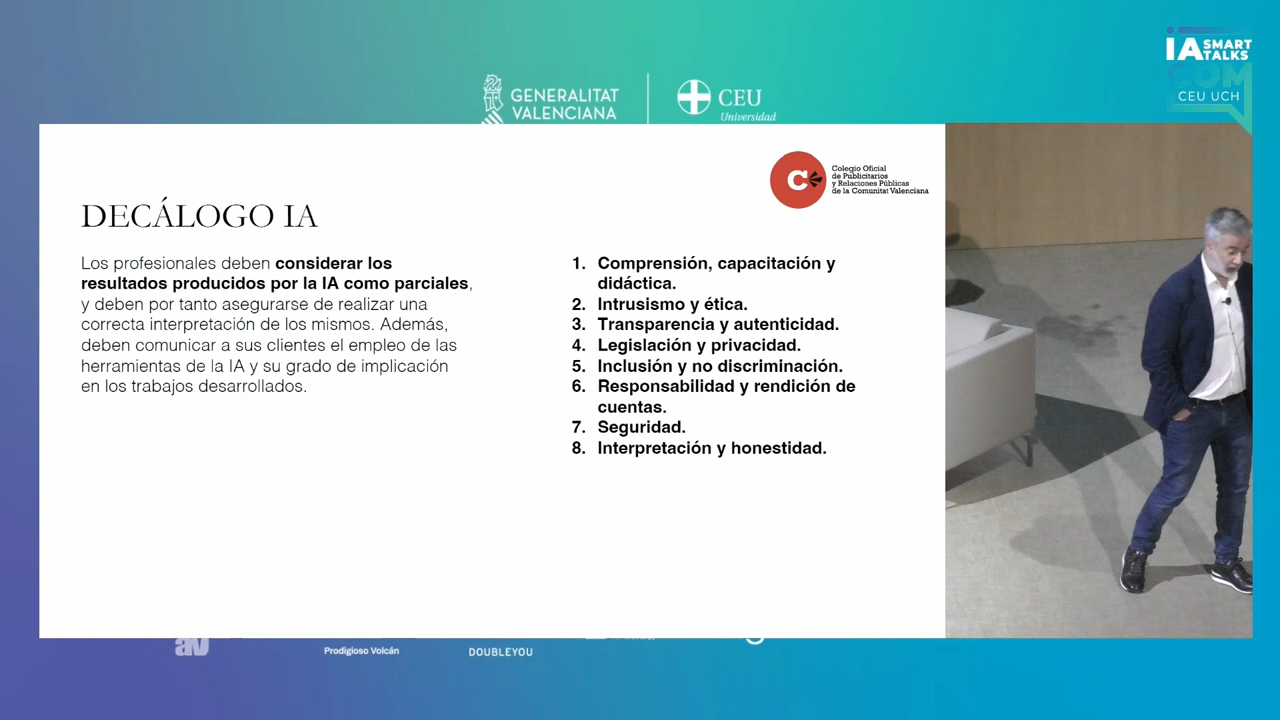 IA SMART
TALKS
COM
CEU UCH
GENERALITAT
VALENCIANA
CEU
Universidad
Colegio Oficial
de Publicitarios
y Relaciones Públicas
de la Comunitat Valenciana
DECÁLOGO IA
Los profesionales deben considerar los
resultados producidos por la IA como parciales,
y deben por tanto asegurarse de realizar una
correcta interpretación de los mismos. Además,
deben comunicar a sus clientes el empleo de las
herramientas de la IA y su grado de implicación
en los trabajos desarrollados.
1. Comprensión, capacitación y
didáctica.
2. Intrusismo y ética.
3. Transparencia y autenticidad.
4. Legislación y privacidad.
5. Inclusión y no discriminación.
6. Responsabilidad y rendición de
cuentas.
7. Seguridad.
8. Interpretación y honestidad.
Prodigioso Volcán
DOUBLEYOU